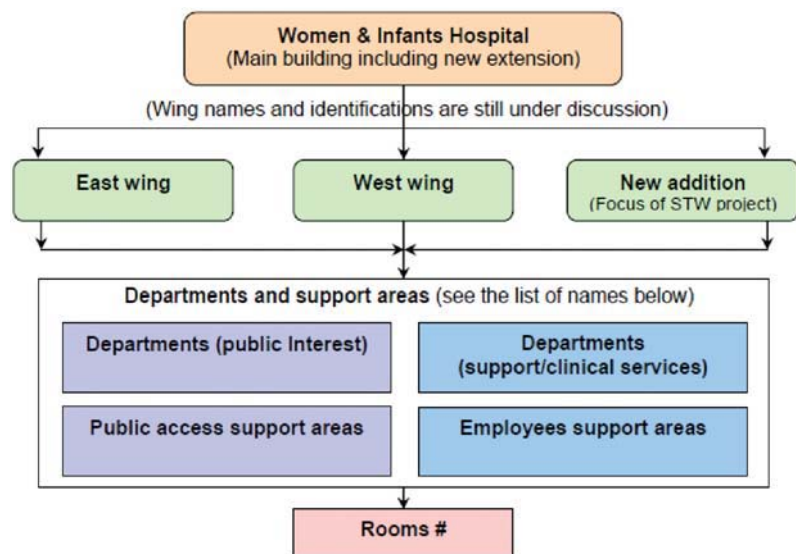 Women & Infants Hospital
(Main building including new extension)
(Wing names and identifications are still under discussion)
East wing
West wing
New addition
(Focus of STW project)
Departments and support areas (see the list of names below)
Departments (public Interest)
Departments
(support/clinical services)
Public access support areas
Employees support areas
Rooms #